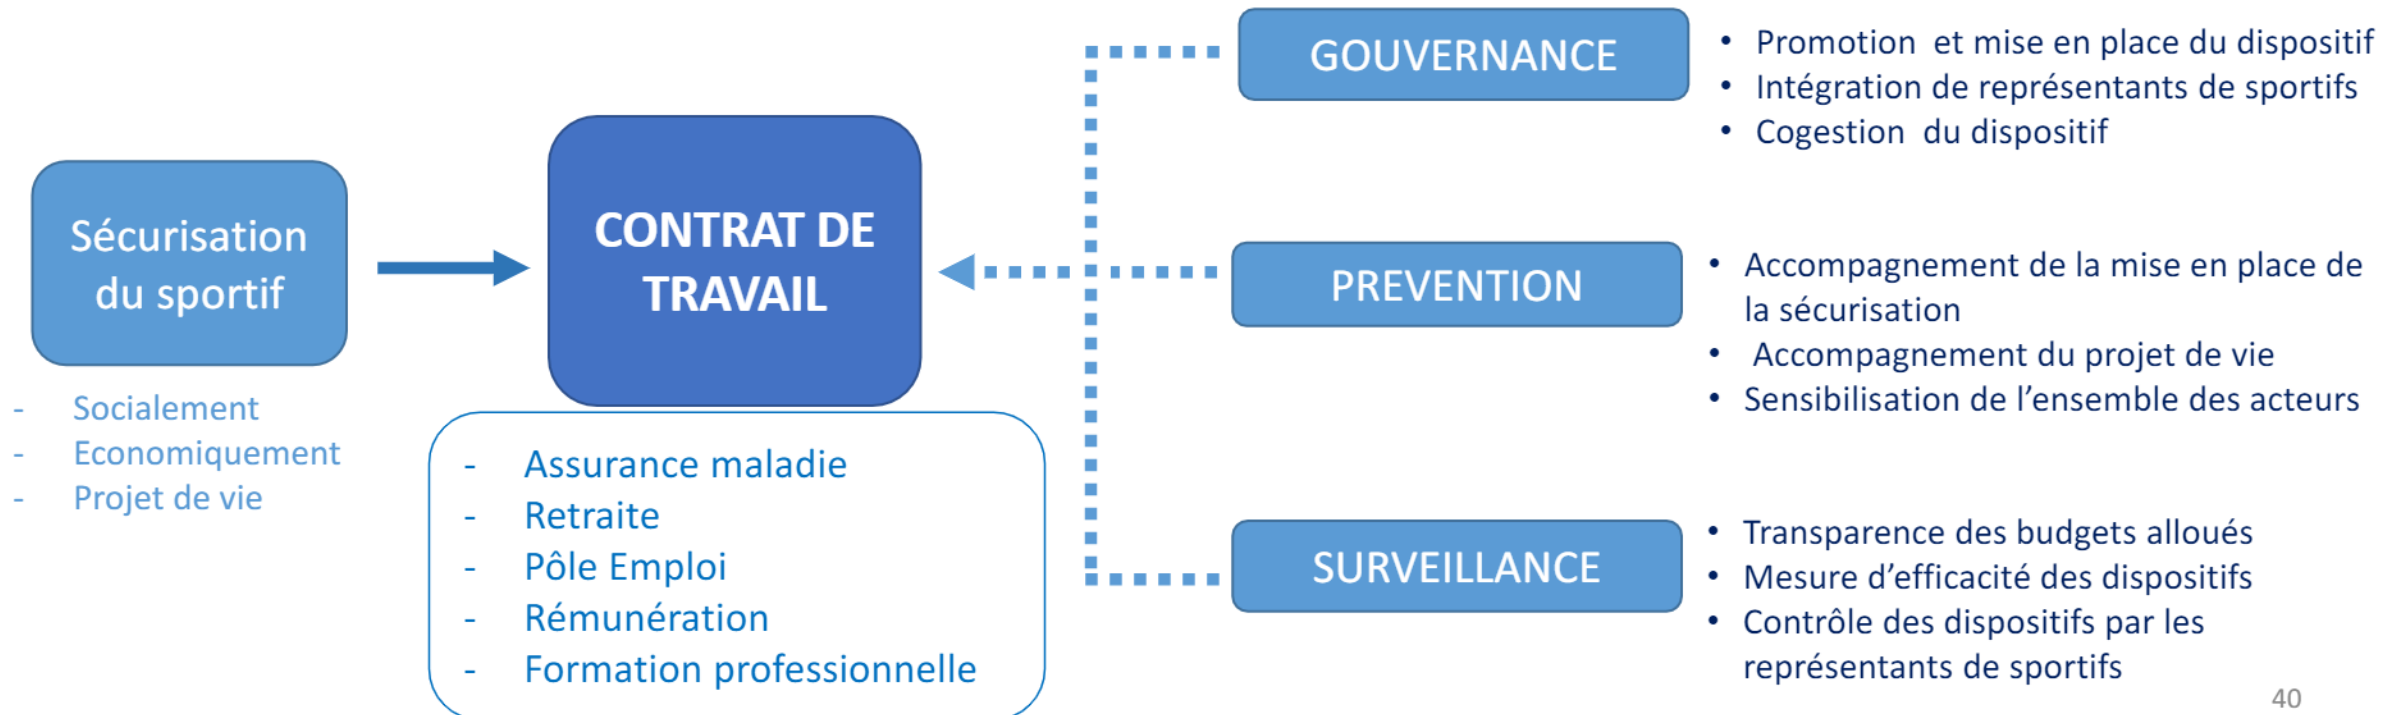 Sécurisation
du sportif
- Socialement
- Economiquement
- Projet de vie
CONTRAT DE
TRAVAIL
- Assurance maladie
- Retraite
- Pôle Emploi
- Rémunération
- Formation professionnelle
GOUVERNANCE
• Promotion et mise en place du dispositif
• Intégration de représentants de sportifs
• Cogestion du dispositif
PREVENTION
• Accompagnement de la mise en place de
la sécurisation
• Accompagnement du projet de vie
• Sensibilisation de l’ensemble des acteurs
SURVEILLANCE
• Transparence des budgets alloués
• Mesure d’efficacité des dispositifs
• Contrôle des dispositifs par les
représentants de sportifs
40